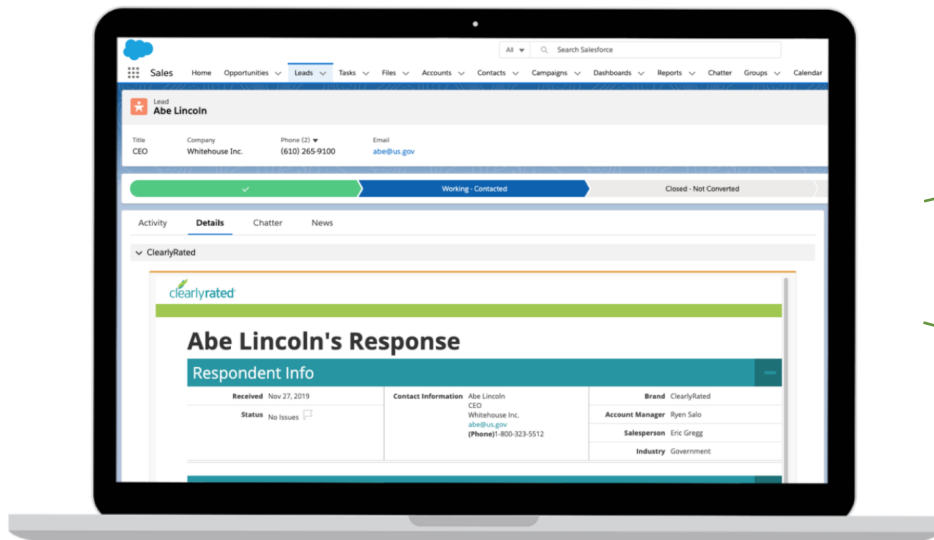 All
Search Salesforce
Sales Home Opportunities Leads Tasks Files Accounts Contacts Campaigns Dashboards Reports Chatter Groups Calendar
Lead
Abe Lincoln
Title Company Phone (2) Email
CEO Whitehouse Inc. (610) 265-9100 abe@us.gov
Working - Contacted Closed - Not Converted
Activity Details Chatter News
ClearlyRated
clearlyrated
Abe Lincoln's Response
Respondent Info
Received Nov 27, 2019
Status No Issues
Contact Information Abe Lincoln
CEO
Whitehouse Inc.
abe@us.gov
(Phone)1-800-323-5512
Brand ClearlyRated
Account Manager Ryen Salo
Salesperson Eric Gregg
Industry Government